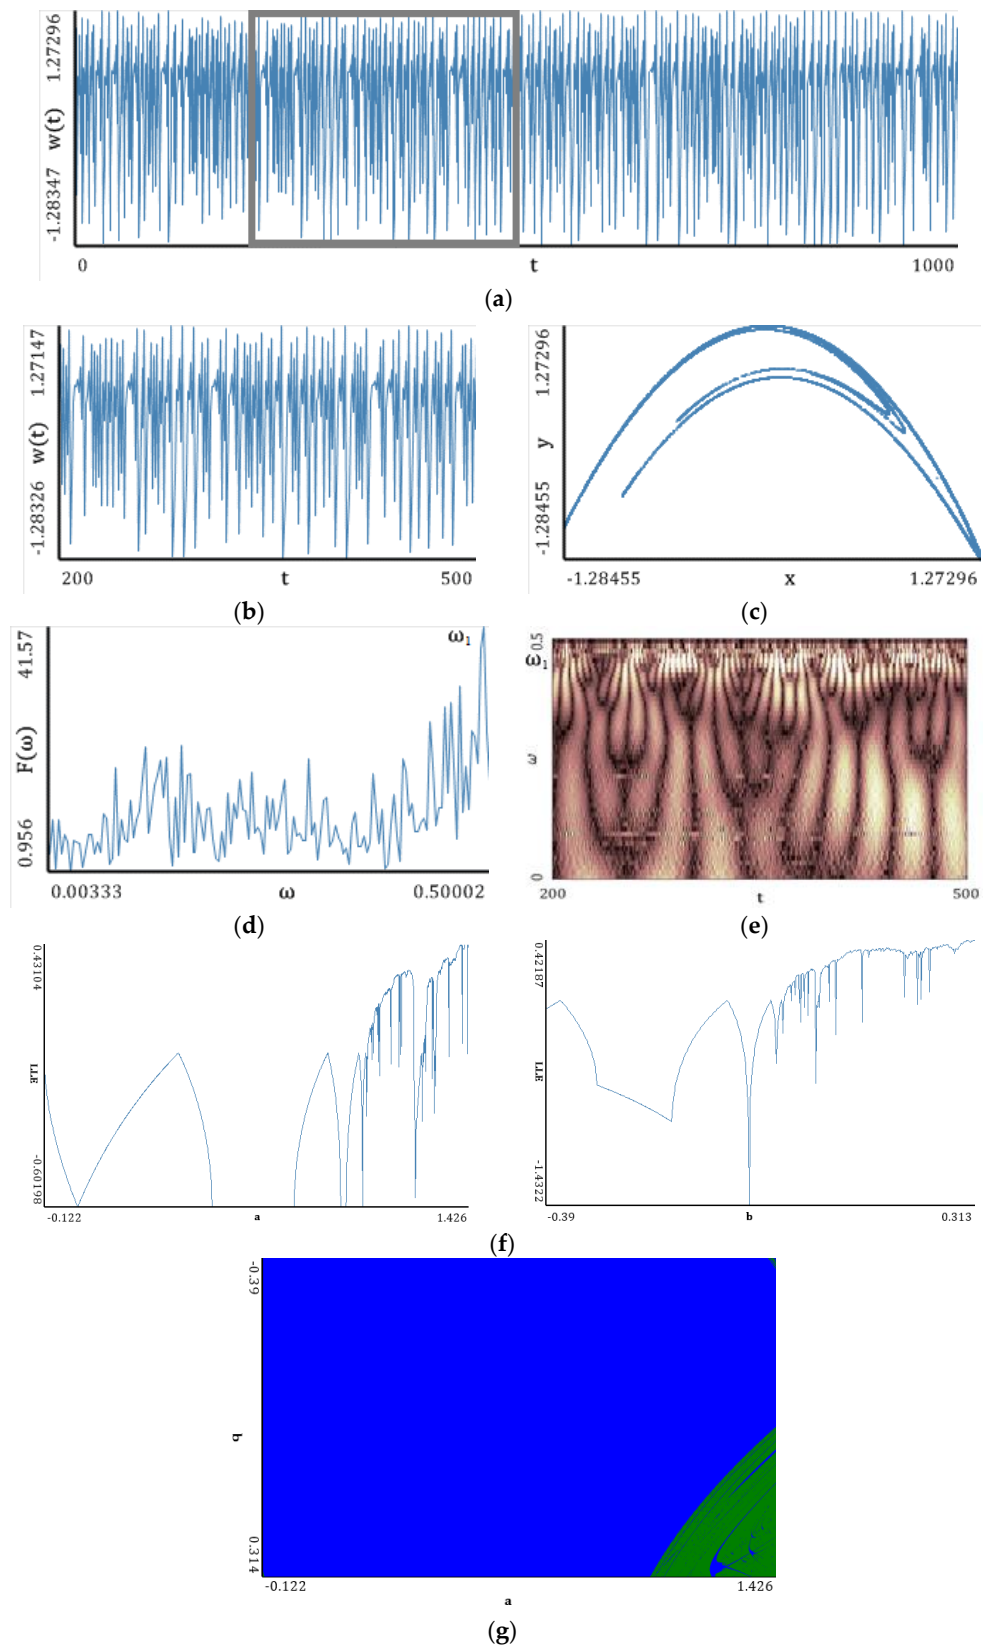 1.27296
w(t)
-1.28347
0
t
1000
(a)
1.27147
w(t)
-1.28326
200
t
500
(b)
1.27296
y
-1.28455
-1.28455
x
1.27296
(c)
41.57
F(ω)
0.956
ω1
0.00333
ω
0.50002
(d)
0.5
ω1
ω
0
200
t
500
(e)
0.43104
LLE
-0.60198
-0.122
a
1.426
0.42187
LLE
-1.4322
-0.39
b
0.313
(f)
-0.39
b
0.314
-0.122
1.426
a
(g)